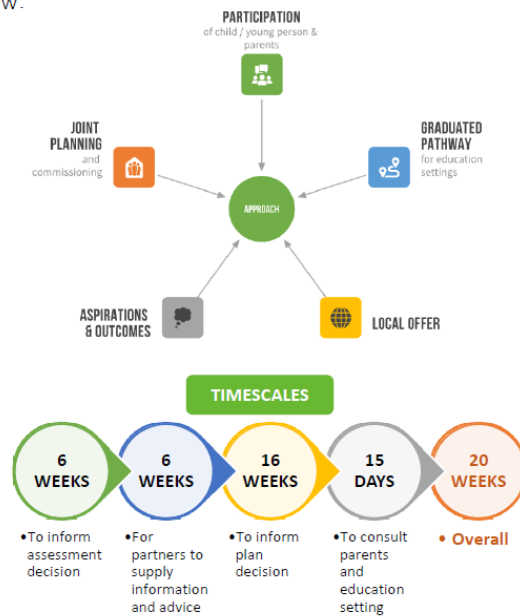 w.
PARTICIPATION
of child / young person &
parents
JOINT
PLANNING
and
commissioning
GRADUATED
PATHWAY
for education
settings
APPROACH
ASPIRATIONS
& OUTCOMES
LOCAL OFFER
TIMESCALES
6
WEEKS
6
WEEKS
16
WEEKS
15
DAYS
20
WEEKS
•To inform
assessment
decision
•For
partners to
supply
information
and advice
•To inform
plan
decision
•To consult
parents
and
education
setting
• Overall